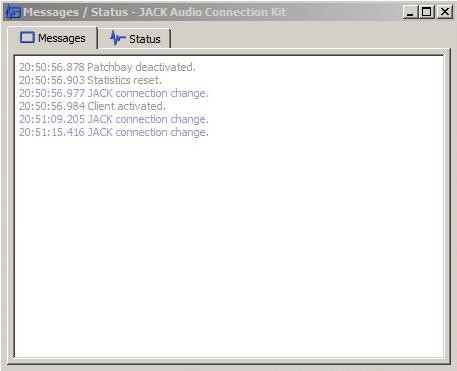 Messages / Status - JACK Audio Connection Kit
Messages
Status
20:50:56.878 Patchbay deactivated.
20:50:56.903 Statistics reset.
20:50:56.977 JACK connection change.
20:50:56.984 Client activated.
20:51:09.205 JACK connection change.
20:51:15.416 JACK connection change.